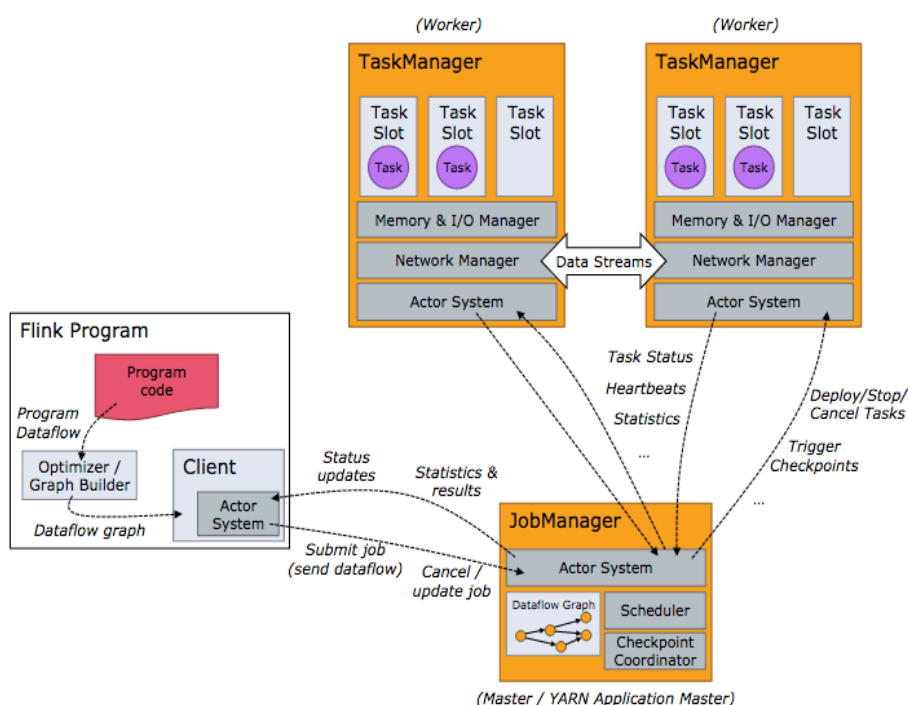 (Worker)
(Worker)
TaskManager
TaskManager
Task
Slot
Task
Slot
Task
Slot
Task
Slot
Task
Slot
Task
Slot
Task
Task
Task
Task
Memory & I/O Manager
Memory & I/O Manager
Network Manager
Data Streams
Network Manager
Actor System
Actor System
Flink Program
Program
code
Program
Dataflow
Optimizer /
Graph Builder
Dataflow graph
Client
Actor
System
Status
updates
Statistics &
results
Submit job
(send dataflow)
Cancel /
update job
Task Status
Heartbeats
Statistics
...
Deploy/Stop/
Cancel Tasks
Trigger
Checkpoints
...
JobManager
Actor System
Dataflow Graph
Scheduler
Checkpoint
Coordinator
(Master / YARN Application Master)